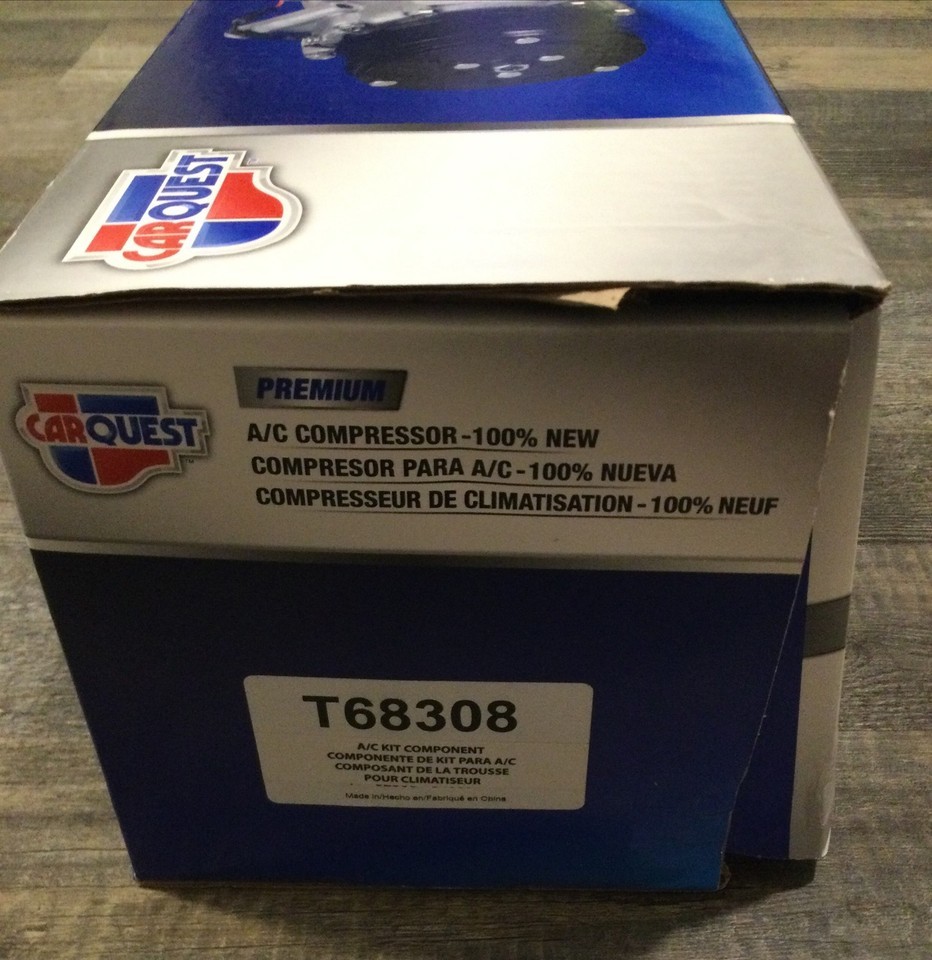 CARQUEST
CARQUEST
PREMIUM
A/C COMPRESSOR-100% NEW
COMPRESOR PARA A/C-100% NUEVA
COMPRESSEUR DE CLIMATISATION-100% NEUF
T68308
A/C KIT COMPONENT
COMPONENTE DE KIT PARA A/C
COMPOSANT DE LA TROUSSE
POUR CLIMATISEUR
Made in/Hecho en/Fabriqué en China